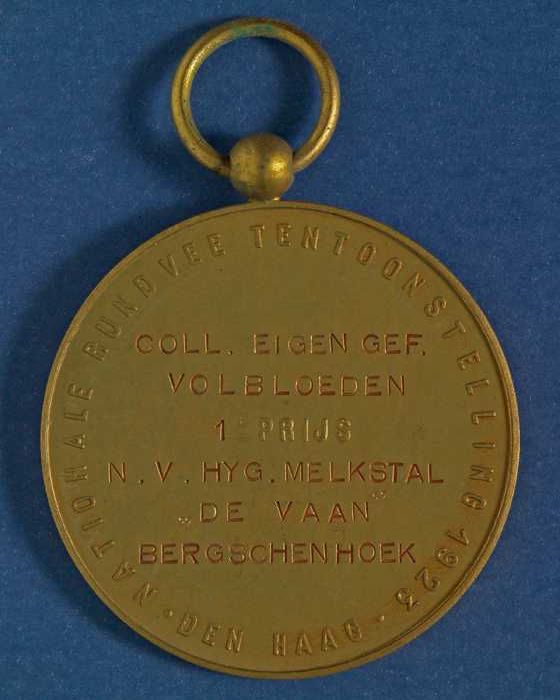 NATIONALE RUNDVEE TENTOONSTELLING 1923
· DEN HAAG ·
COLL. EIGEN GEF.
VOLBLOEDEN
1E PRIJS
N.V. HYG. MELKSTAL
„DE VAAN”
BERGSCHENHOEK